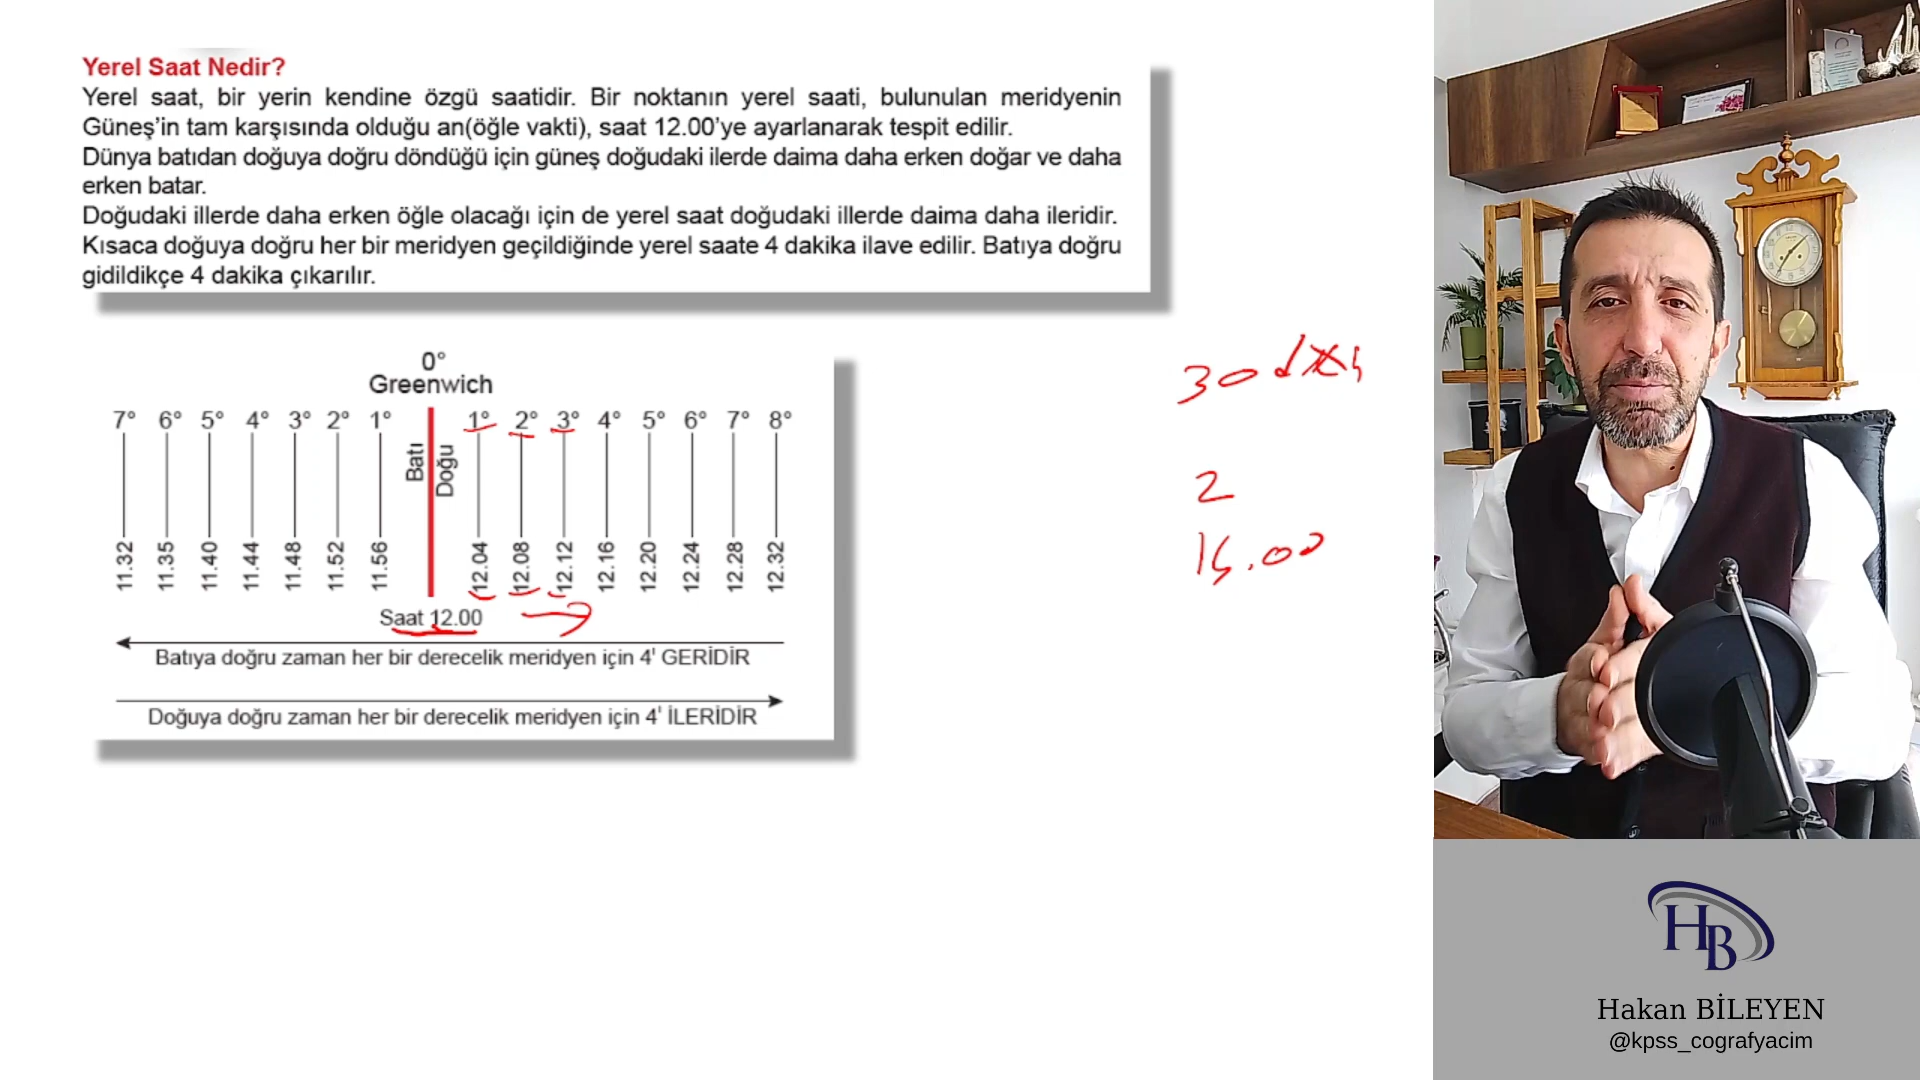 Yerel Saat Nedir?
Yerel saat, bir yerin kendine özgü saatidir. Bir noktanın yerel saati, bulunulan meridyenin
Güneş'in tam karşısında olduğu an(öğle vakti), saat 12.00'ye ayarlanarak tespit edilir.
Dünya batıdan doğuya doğru döndüğü için güneş doğudaki ilerde daima daha erken doğar ve daha
erken batar.
Doğudaki illerde daha erken öğle olacağı için de yerel saat doğudaki illerde daima daha ileridir.
Kısaca doğuya doğru her bir meridyen geçildiğinde yerel saate 4 dakika ilave edilir. Batıya doğru
gidildikçe 4 dakika çıkarılır.
0°
Greenwich
7° 6° 5° 4° 3° 2° 1° 1° 2° 3° 4° 5° 6° 7° 8°
Batı
Doğu
11.32 11.35 11.40 11.44 11.48 11.52 11.56 12.04 12.08 12.12 12.16 12.20 12.24 12.28 12.32
Saat 12.00
Batıya doğru zaman her bir derecelik meridyen için 4' GERİDİR
Doğuya doğru zaman her bir derecelik meridyen için 4' İLERİDİR
30
2
HB
Hakan BİLEYEN
@kpss_cografyacim